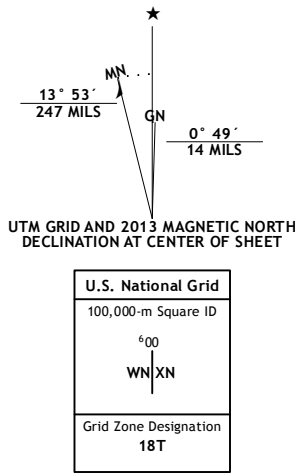 ★
MN
GN
13° 53´
247 MILS
0° 49´
14 MILS
UTM GRID AND 2013 MAGNETIC NORTH
DECLINATION AT CENTER OF SHEET
U.S. National Grid
100,000-m Square ID
⁶00
WN XN
Grid Zone Designation
18T